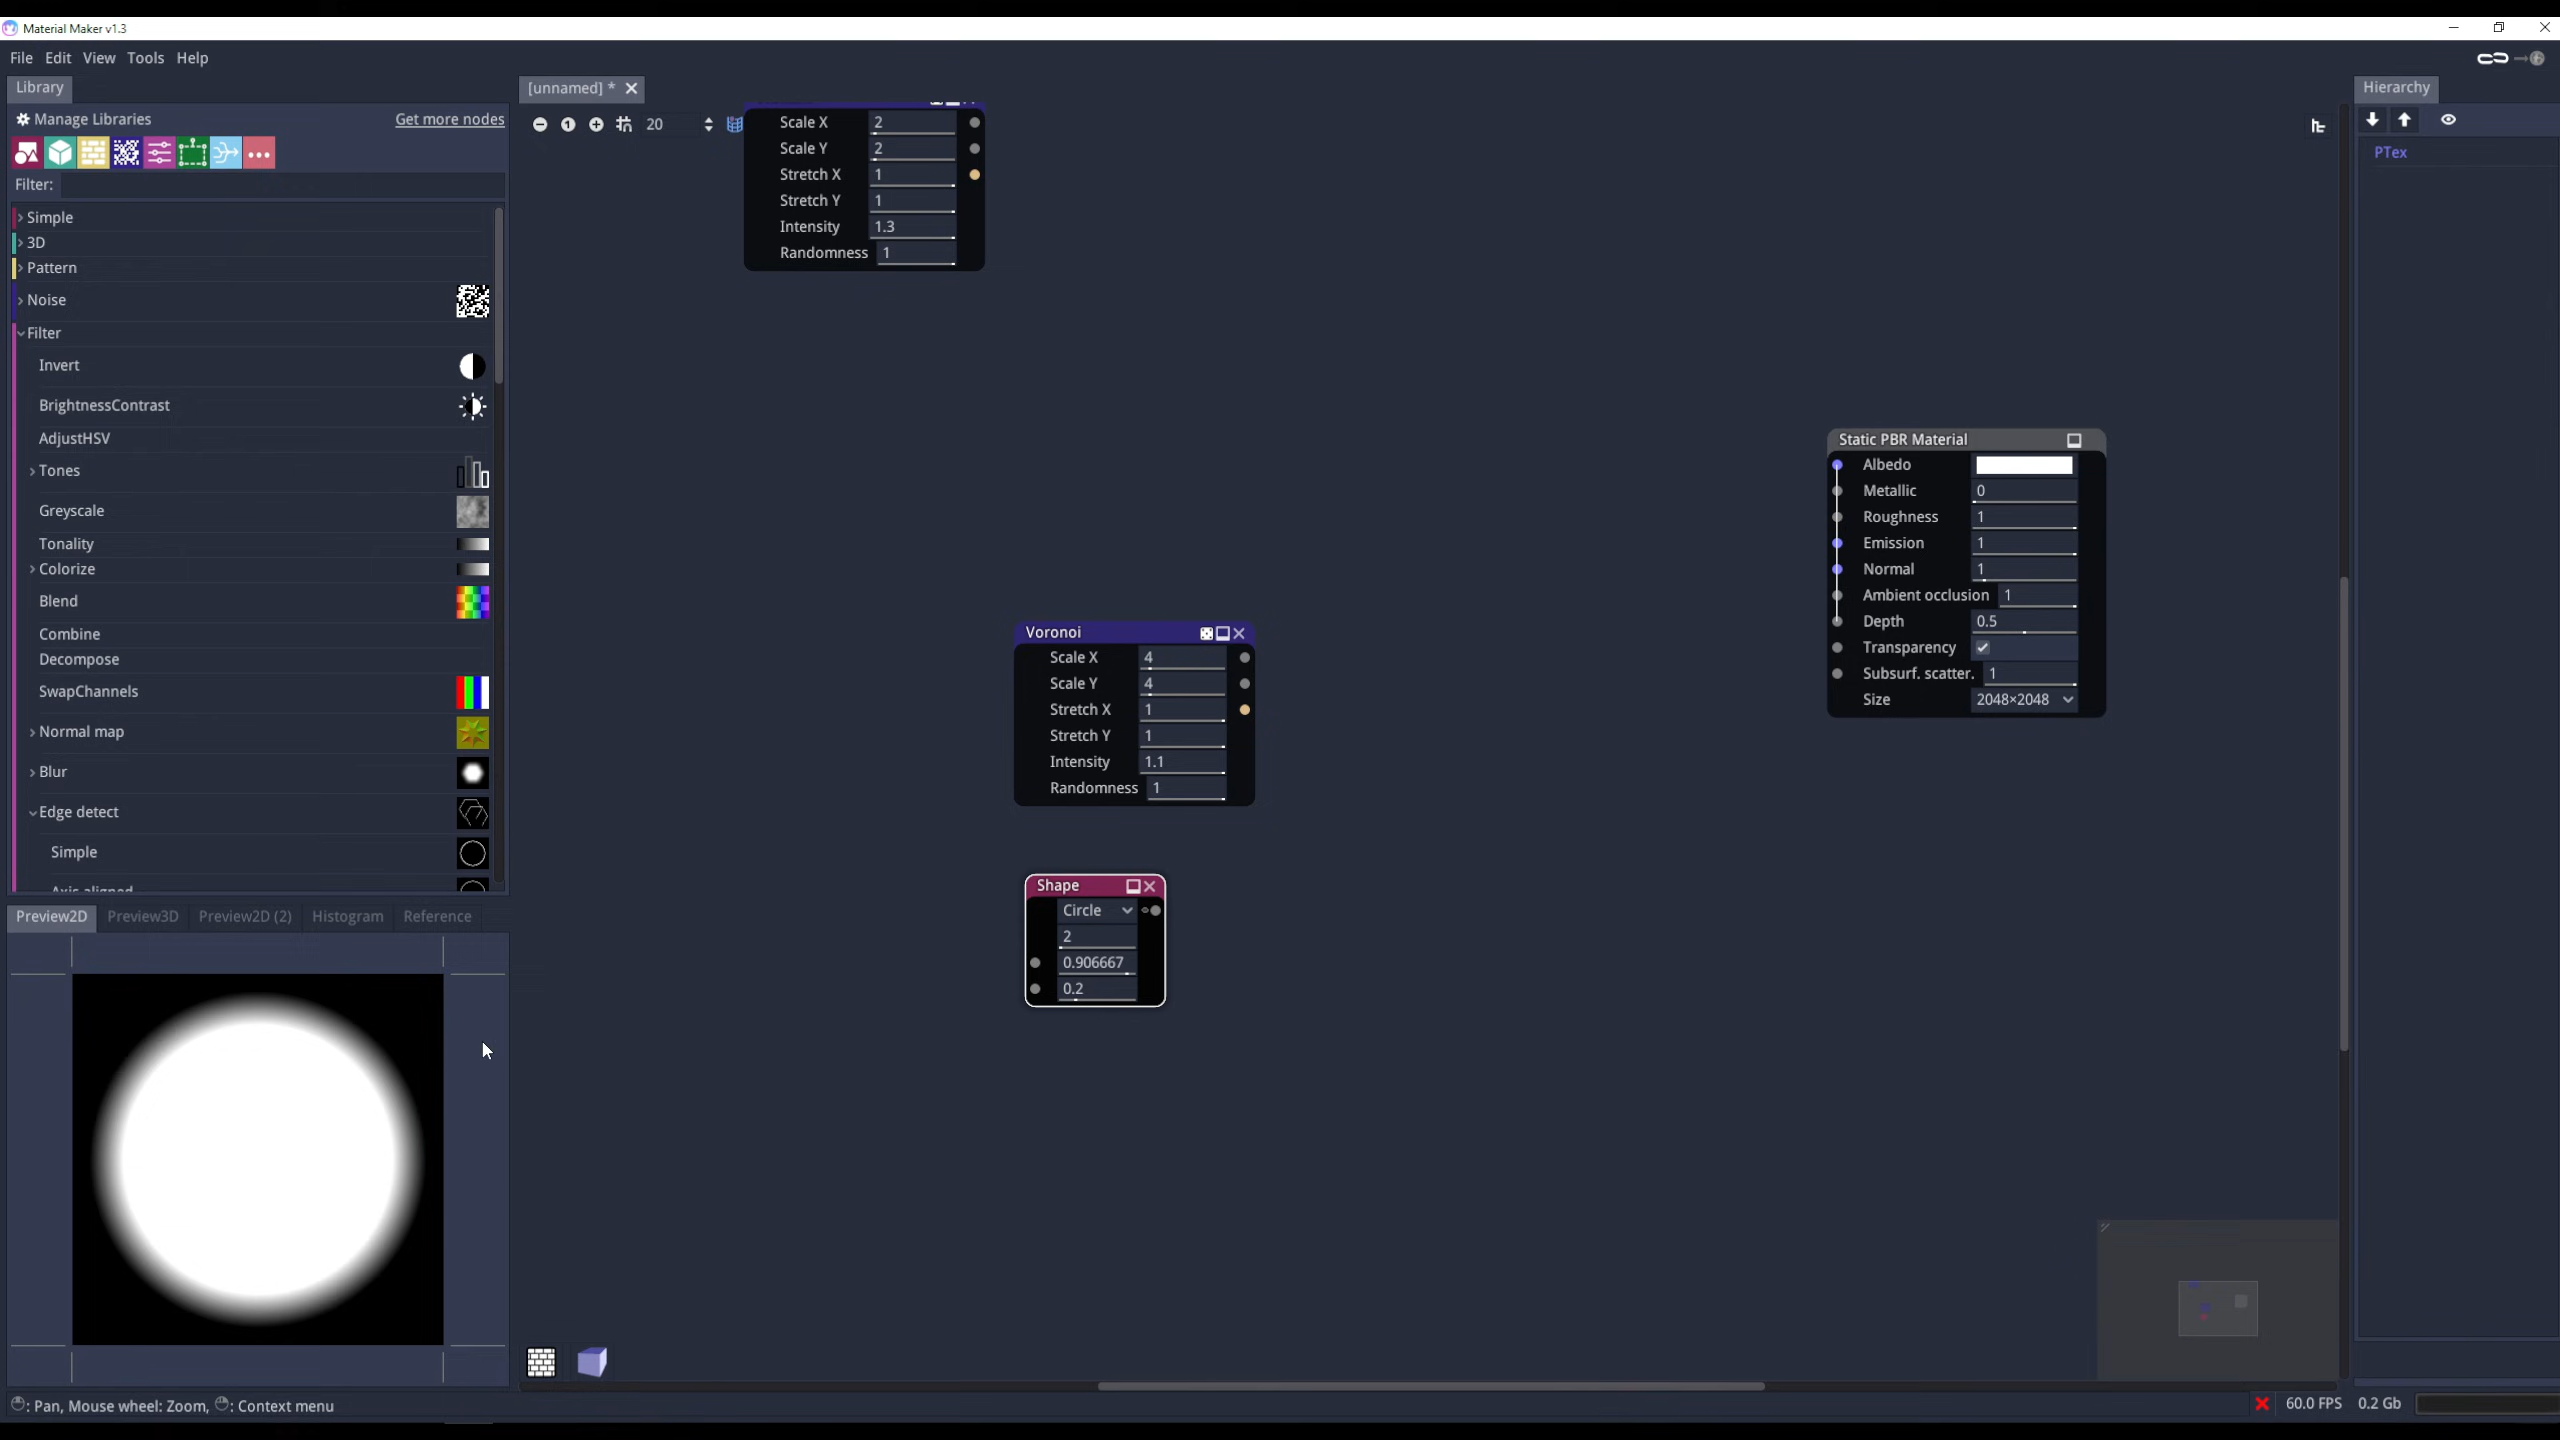 Material Maker v1.3
File Edit View Tools Help
Library
[unnamed] *
Hierarchy
Manage Libraries
Get more nodes
20
PTex
Filter:
Simple
3D
Pattern
Noise
Filter
Invert
BrightnessContrast
AdjustHSV
Tones
Greyscale
Tonality
Colorize
Blend
Combine
Decompose
SwapChannels
Normal map
Blur
Edge detect
Simple
Axis aligned
Scale X 2
Scale Y 2
Stretch X 1
Stretch Y 1
Intensity 1.3
Randomness 1
Static PBR Material
Albedo
Metallic 0
Roughness 1
Emission 1
Normal 1
Ambient occlusion 1
Depth 0.5
Transparency
Subsurf. scatter. 1
Size 2048×2048
Voronoi
Scale X 4
Scale Y 4
Stretch X 1
Stretch Y 1
Intensity 1.1
Randomness 1
Shape
Circle
2
0.906667
0.2
Preview2D Preview3D Preview2D (2) Histogram Reference
: Pan, Mouse wheel: Zoom, : Context menu
60.0 FPS 0.2 Gb